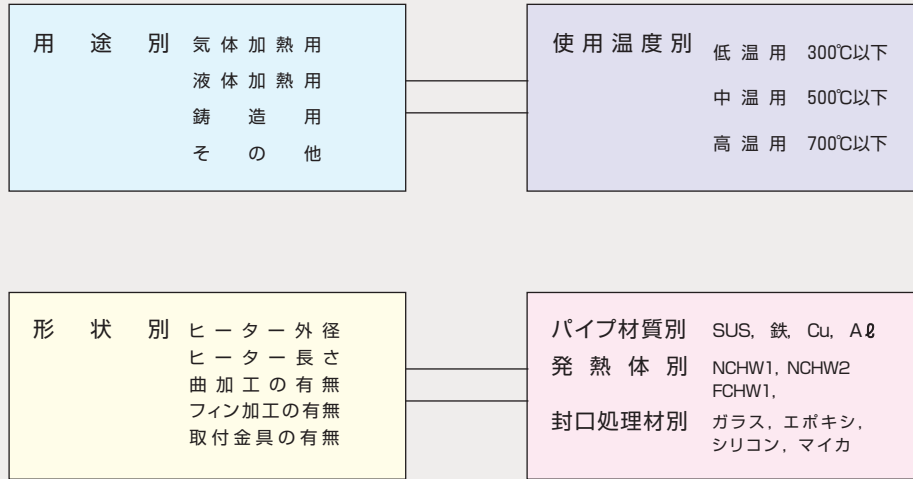 用途別 気体加熱用
液体加熱用
鋳造用
その他
使用温度別 低温用 300℃以下
中温用 500℃以下
高温用 700℃以下
形状別 ヒーター外径
ヒーター長さ
曲加工の有無
フィン加工の有無
取付金具の有無
パイプ材質別 SUS, 鉄, Cu, Aℓ
発熱体別 NCHW1, NCHW2
FCHW1,
封口処理材別 ガラス, エポキシ,
シリコン, マイカ